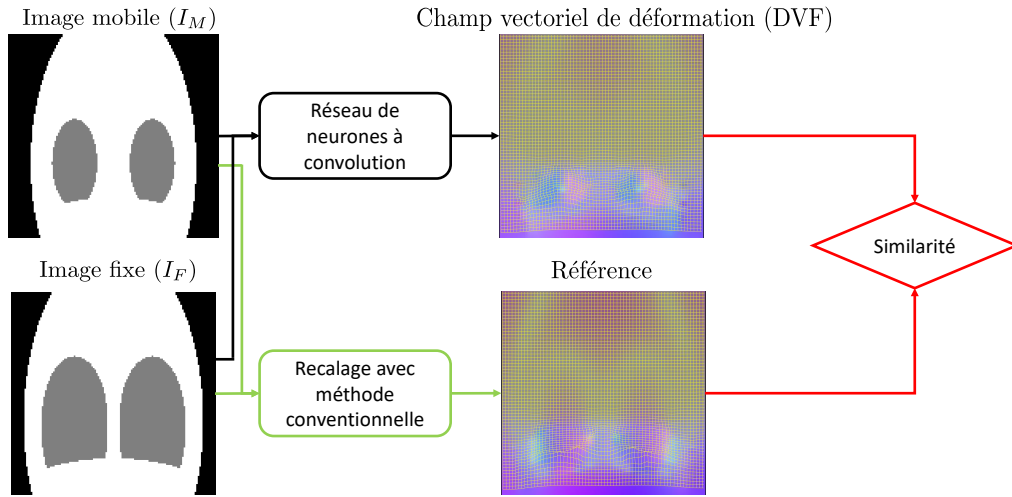 Image mobile (I_M)
Champ vectoriel de déformation (DVF)
Réseau de
neurones à
convolution
Similarité
Image fixe (I_F)
Référence
Recalage avec
méthode
conventionnelle